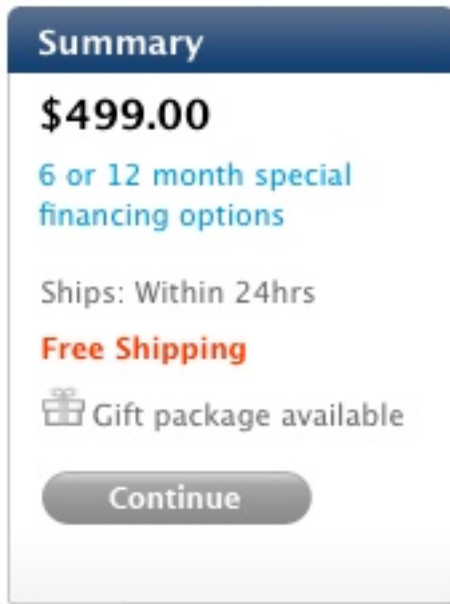 Summary
$499.00
6 or 12 month special
financing options
Ships: Within 24hrs
Free Shipping
Gift package available
Continue